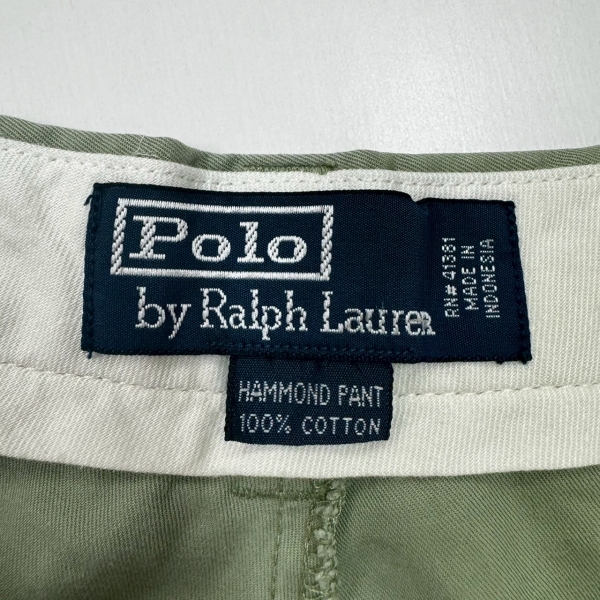 Polo
by Ralph Lauren
RN#41381
MADE IN
INDONESIA
HAMMOND PANT
100% COTTON